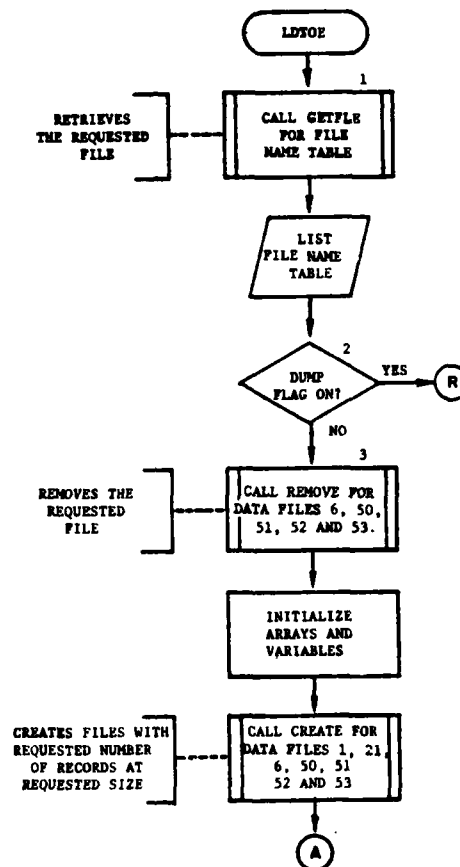 LDTOE
1
RETRIEVES
THE REQUESTED
FILE
CALL GETFLE
FOR FILE
NAME TABLE
LIST
FILE NAME
TABLE
2
DUMP
FLAG ON?
YES
R
NO
3
REMOVES THE
REQUESTED
FILE
CALL REMOVE FOR
DATA FILES 6, 50,
51, 52 AND 53.
INITIALIZE
ARRAYS AND
VARIABLES
CREATES FILES WITH
REQUESTED NUMBER
OF RECORDS AT
REQUESTED SIZE
CALL CREATE FOR
DATA FILES 1, 21,
6, 50, 51
52 AND 53
A